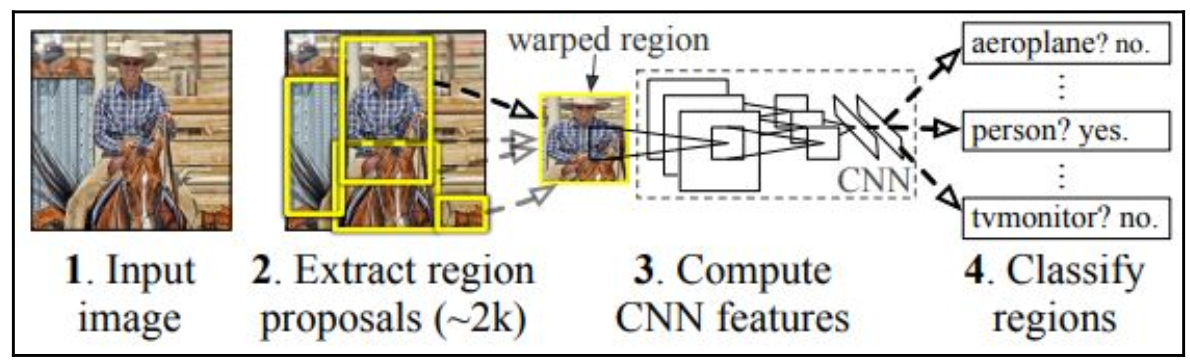 warped region
aeroplane? no.
person? yes.
CNN
tvmonitor? no.
1. Input
image
2. Extract region
proposals (~2k)
3. Compute
CNN features
4. Classify
regions